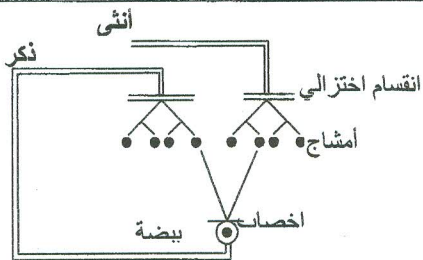 أنثى
ذكر
انقسام اختزالي
أمشاج
اخصاب
بيضة